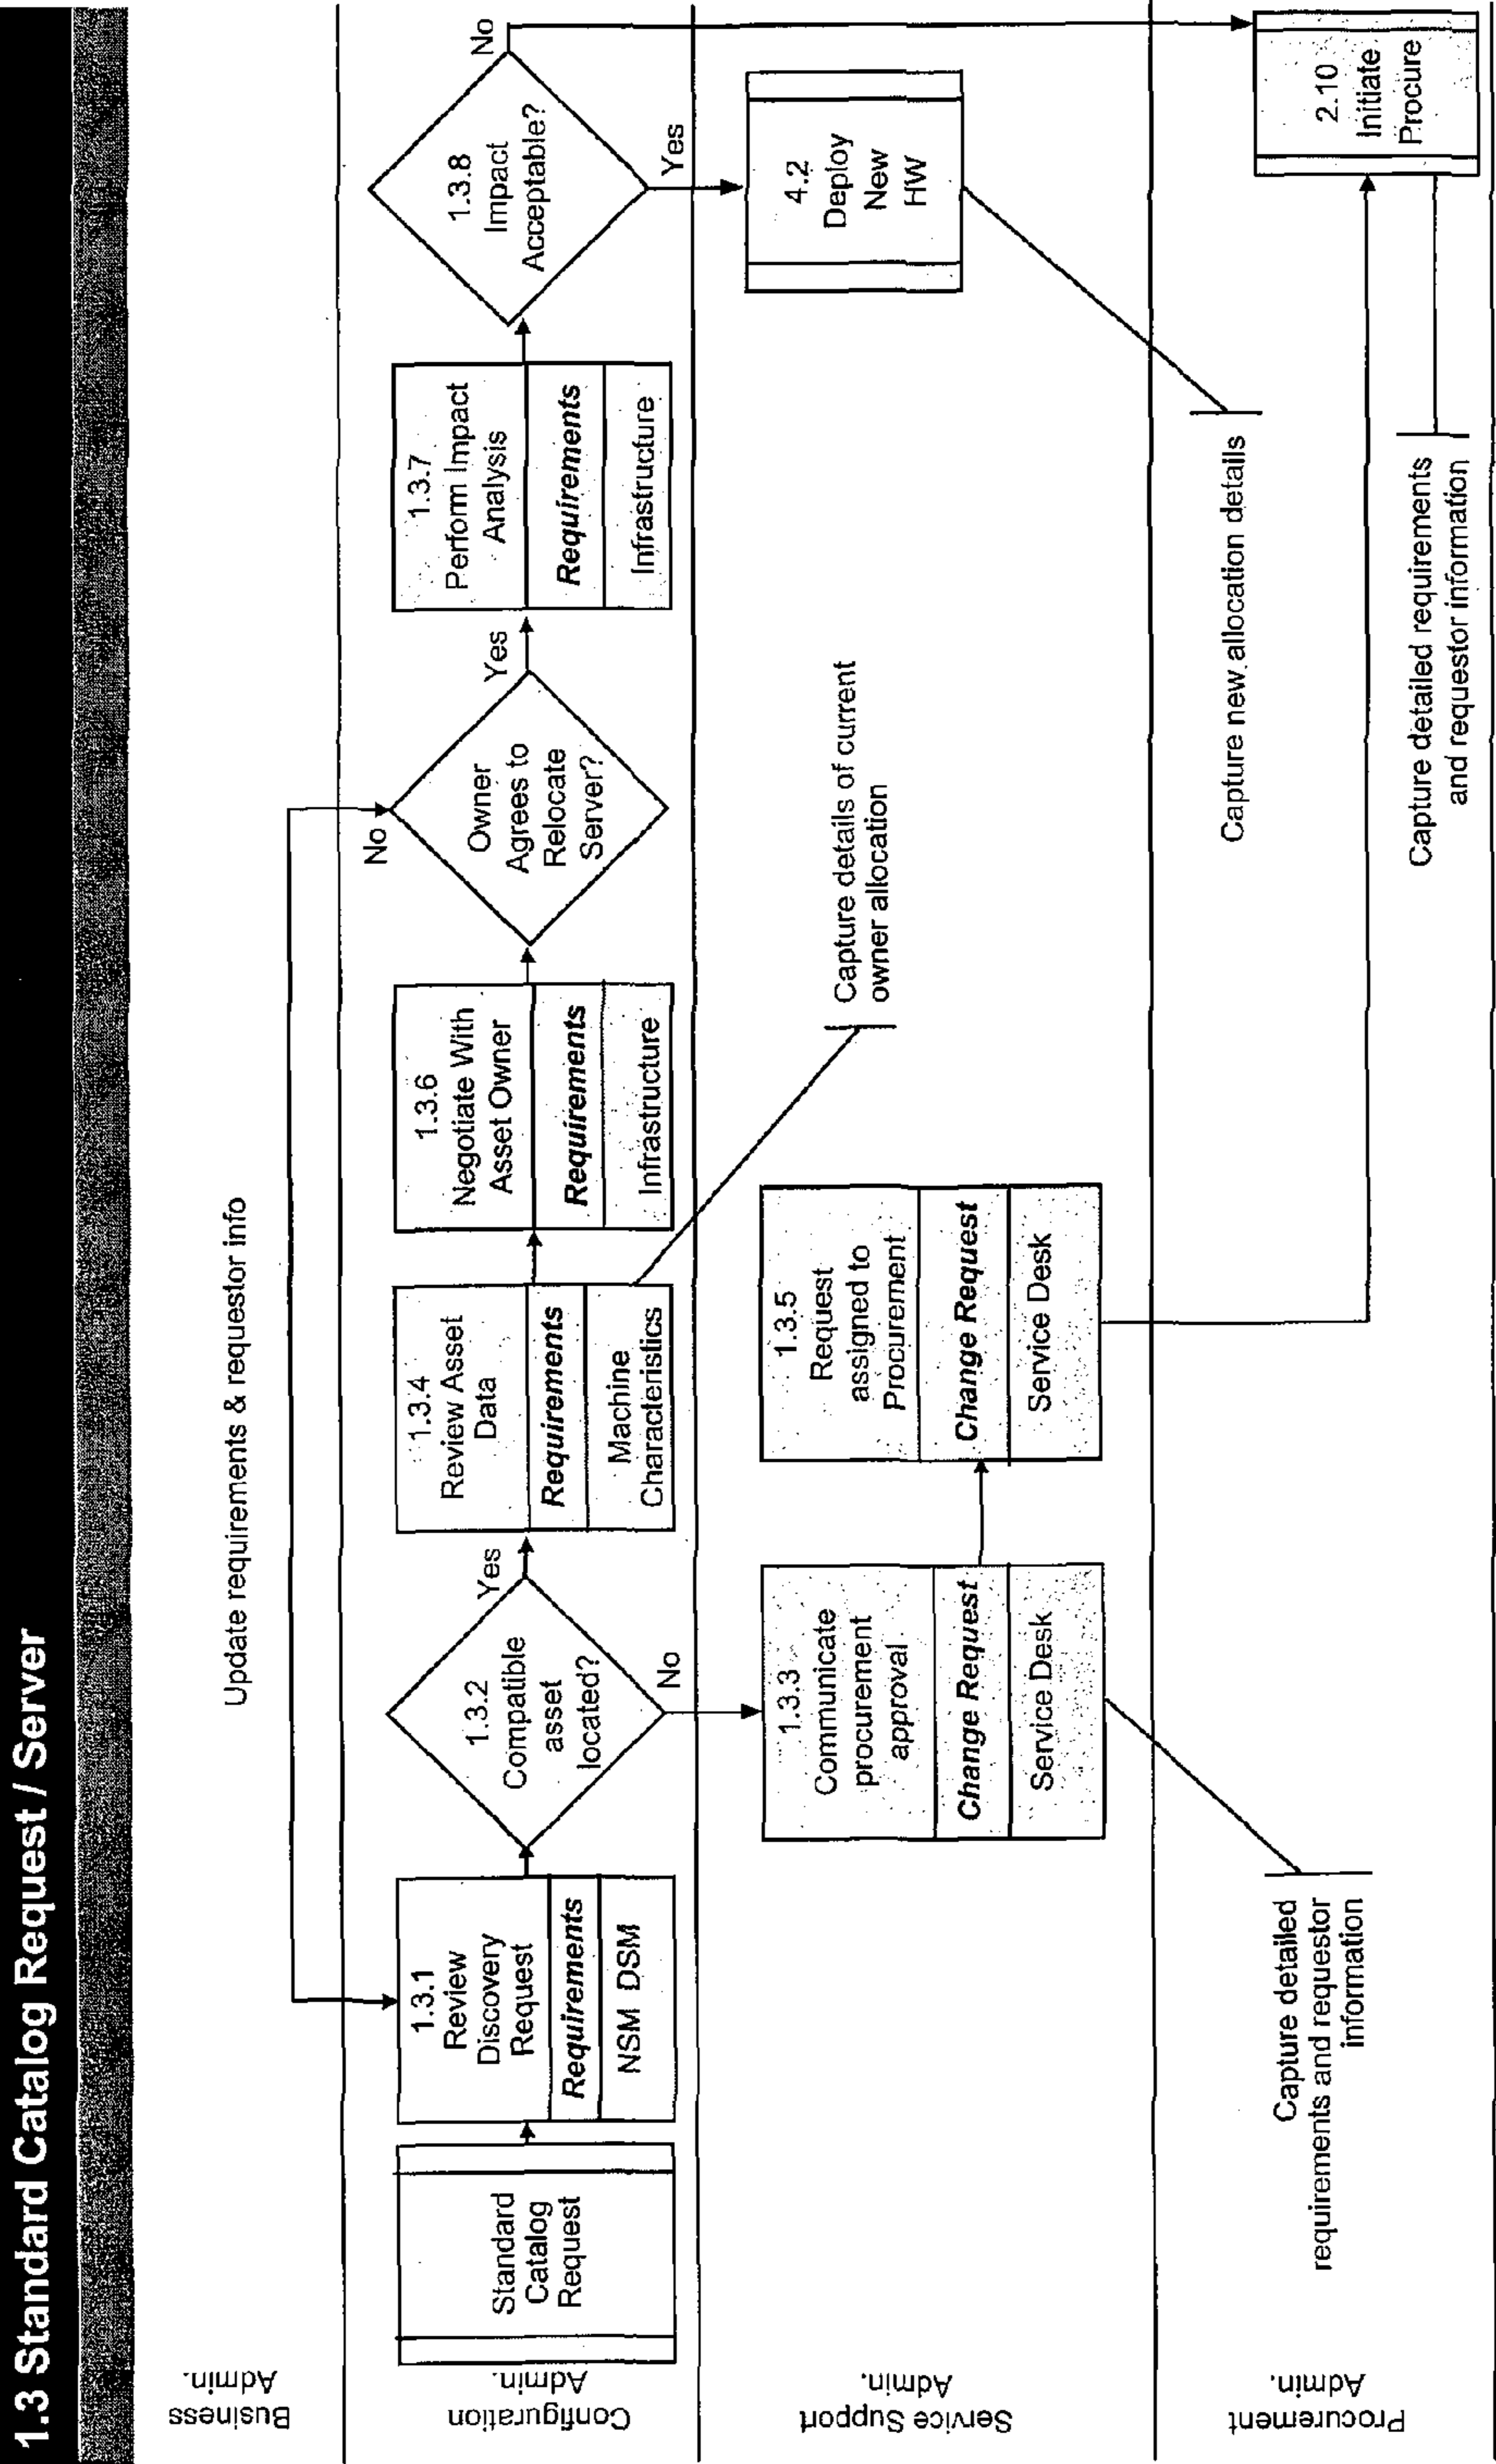 1.3 Standard Catalog Request / Server
Business
Admin.
Update requirements & requestor info
Configuration
Admin.
Standard
Catalog
Request
1.3.1
Review
Discovery
Request
Requirements
NSM DSM
1.3.2
Compatible
asset
located?
Yes
No
1.3.4
Review Asset
Data
Requirements
Machine
Characteristics
1.3.6
Negotiate With
Asset Owner
Requirements
Infrastructure
Owner
Agrees to
Relocate
Server?
No
Yes
1.3.7
Perform Impact
Analysis
Requirements
Infrastructure
1.3.8
Impact
Acceptable?
No
Yes
Service Support
Admin.
1.3.3
Communicate
procurement
approval
Change Request
Service Desk
1.3.5
Request
assigned to
Procurement
Change Request
Service Desk
Capture details of current
owner allocation
4.2
Deploy
New
HW
Procurement
Admin.
Capture detailed
requirements and requestor
information
Capture new allocation details
Capture detailed requirements
and requestor information
2.10
Initiate
Procure